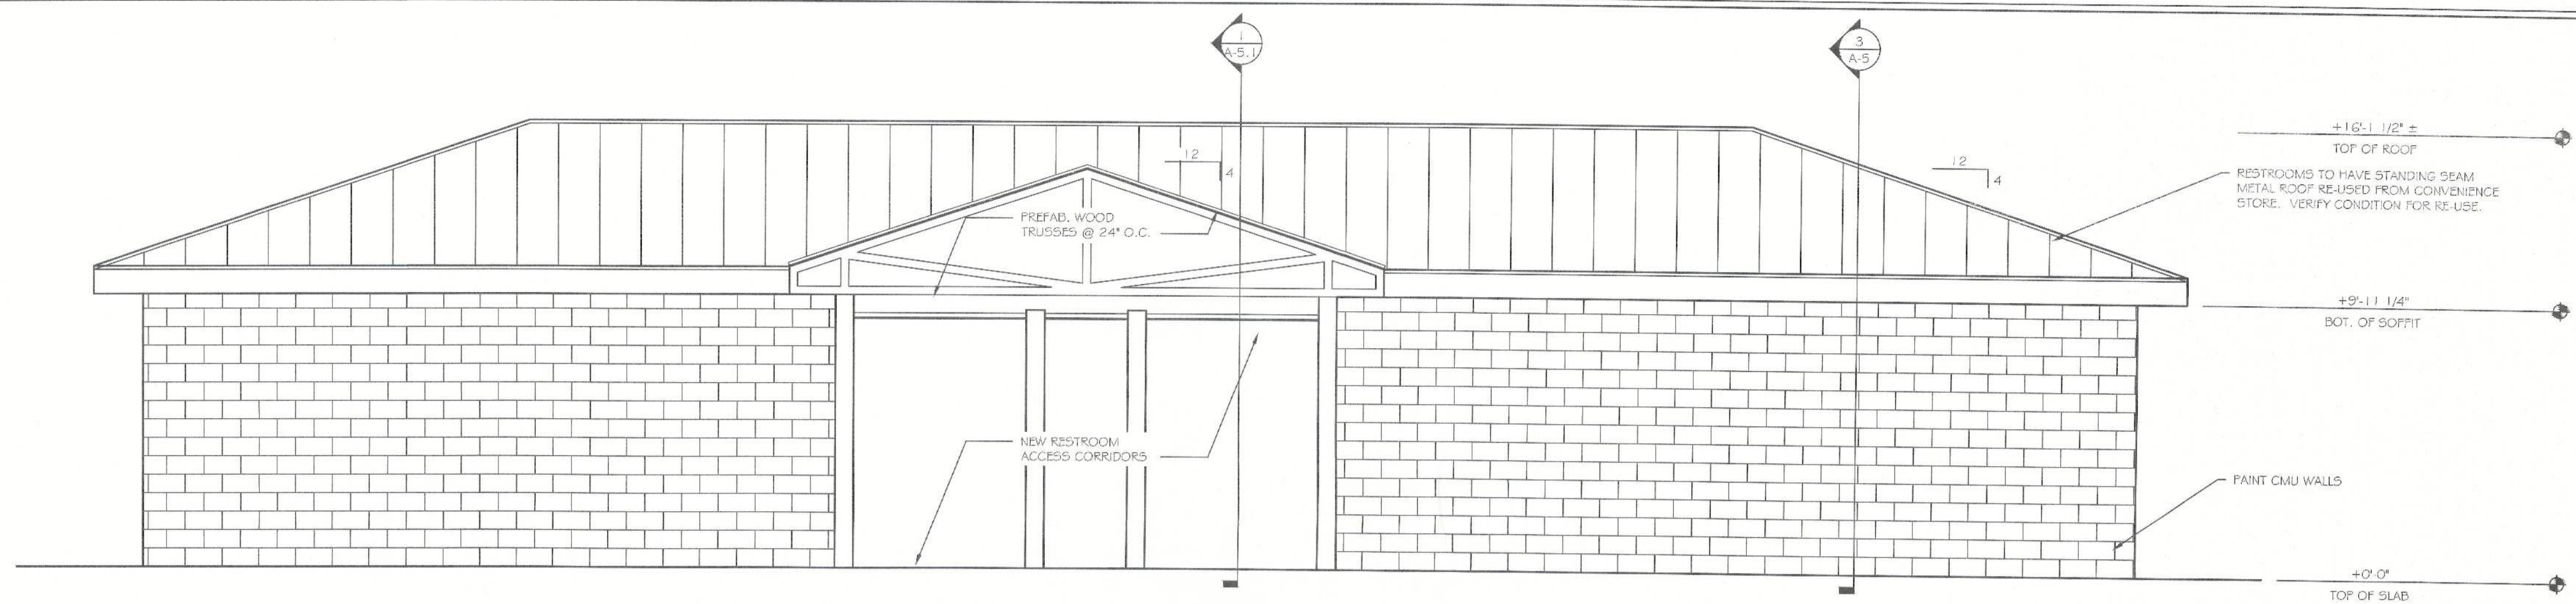 1
A-5.1
3
A-5
12
4
12
4
+16'-1 1/2" ±
TOP OF ROOF
RESTROOMS TO HAVE STANDING SEAM
METAL ROOF RE-USED FROM CONVENIENCE
STORE. VERIFY CONDITION FOR RE-USE.
PREFAB. WOOD
TRUSSES @ 24" O.C.
+9'-11 1/4"
BOT. OF SOFFIT
NEW RESTROOM
ACCESS CORRIDORS
PAINT CMU WALLS
+0'-0"
TOP OF SLAB